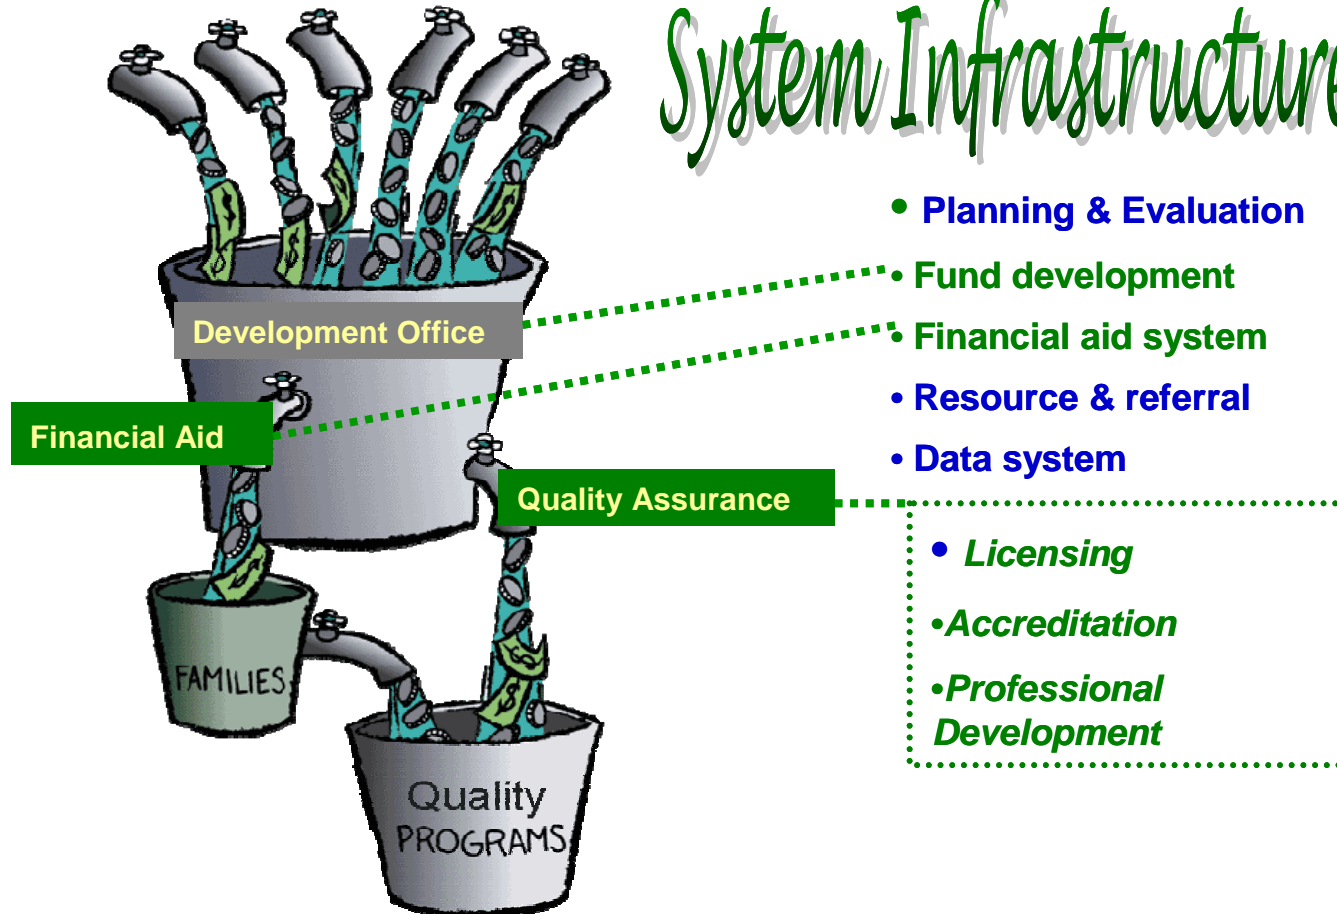 System Infrastructure
• Planning & Evaluation
• Fund development
• Financial aid system
• Resource & referral
• Data system
• Licensing
•Accreditation
•Professional
Development
Development Office
Financial Aid
Quality Assurance
$
$
$
$
$
$
FAMILIES
Quality
PROGRAMS